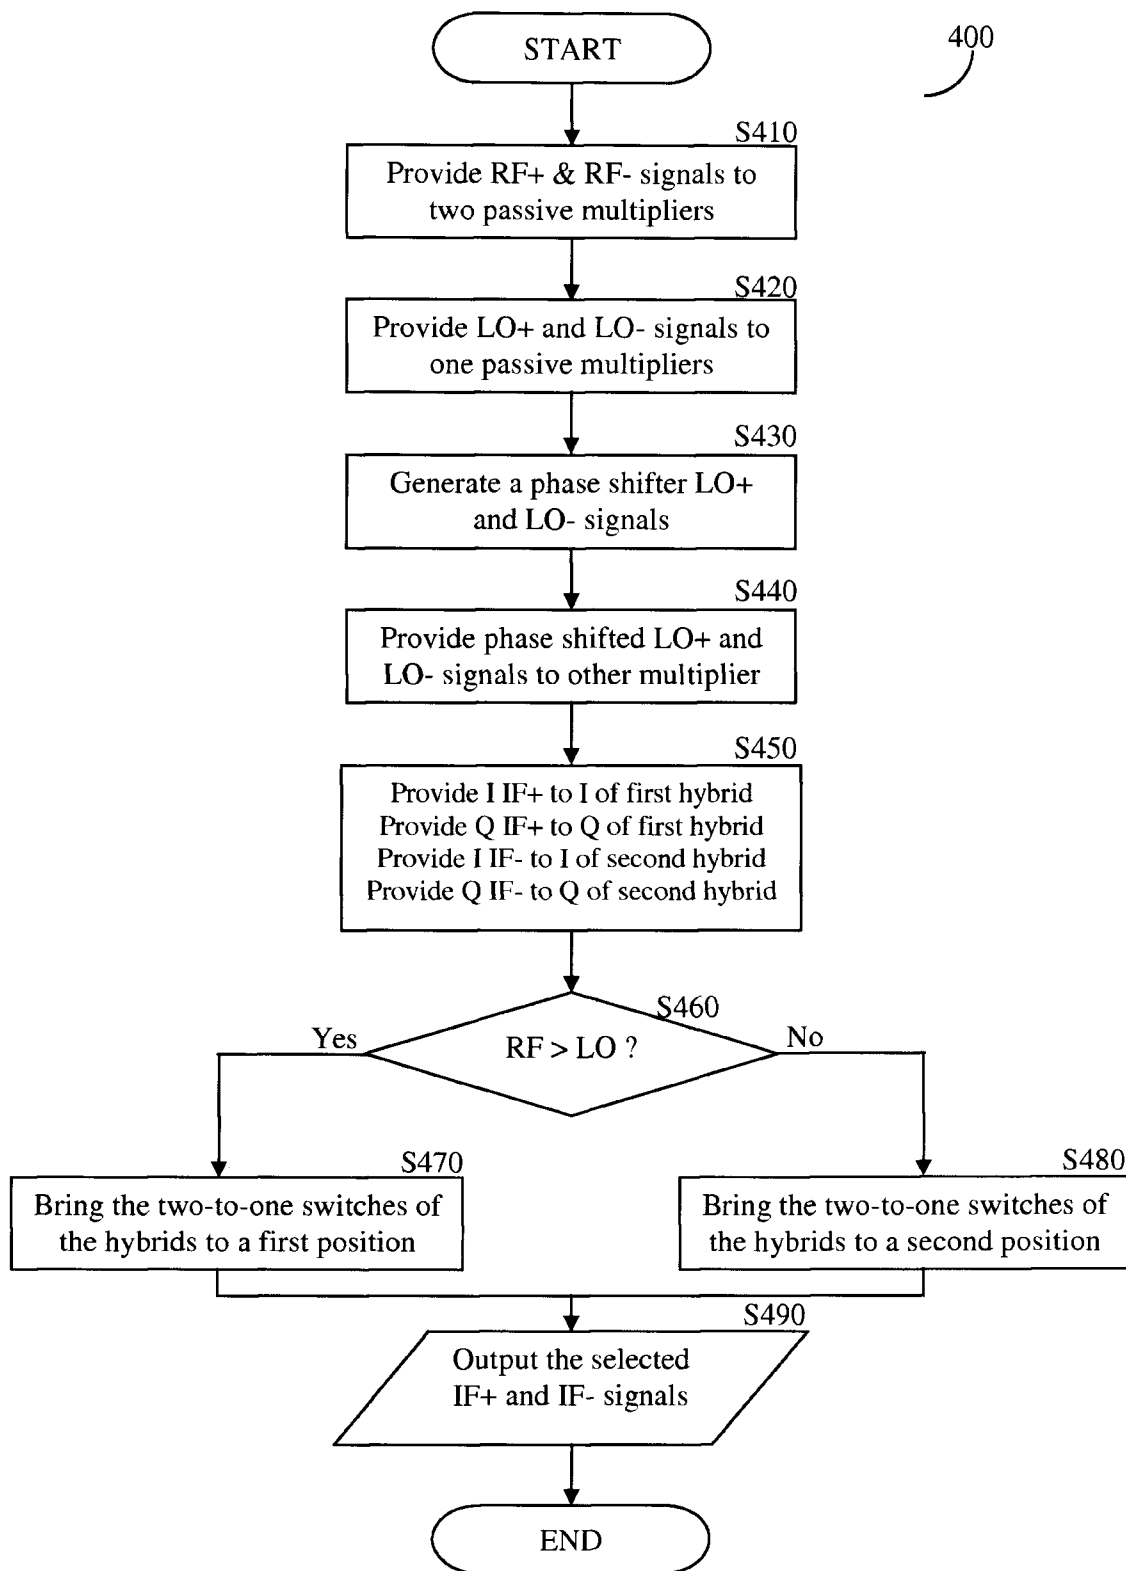 START
400
S410
Provide RF+ & RF- signals to
two passive multipliers
S420
Provide LO+ and LO- signals to
one passive multipliers
S430
Generate a phase shifter LO+
and LO- signals
S440
Provide phase shifted LO+ and
LO- signals to other multiplier
S450
Provide I IF+ to I of first hybrid
Provide Q IF+ to Q of first hybrid
Provide I IF- to I of second hybrid
Provide Q IF- to Q of second hybrid
S460
Yes
RF > LO ?
No
S470
Bring the two-to-one switches of
the hybrids to a first position
S480
Bring the two-to-one switches of
the hybrids to a second position
S490
Output the selected
IF+ and IF- signals
END